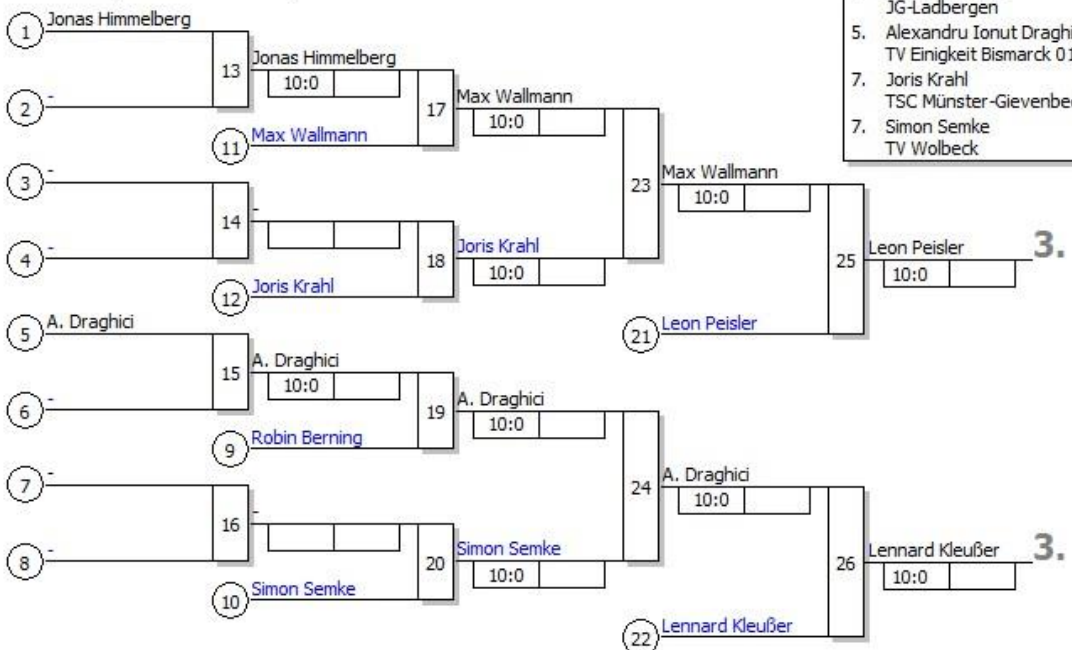 JG-Ladbergen
5. Alexandru Ionut Draghi
TV Einigkeit Bismarck 01
7. Joris Krahl
TSC Münster-Gievenbe
7. Simon Semke
TV Wolbeck
1 Jonas Himmelberg
13
Jonas Himmelberg
10:0
2 -
17
Max Wallmann
10:0
11 Max Wallmann
3 -
23
Max Wallmann
10:0
14
-
4 -
18
Joris Krahl
10:0
12 Joris Krahl
25
Leon Peisler
10:0
3.
21 Leon Peisler
5 A. Draghici
15
A. Draghici
10:0
6 -
19
A. Draghici
10:0
9 Robin Berning
7 -
24
A. Draghici
10:0
16
-
8 -
20
Simon Semke
10:0
10 Simon Semke
26
Lennard Kleußer
10:0
3.
22 Lennard Kleußer